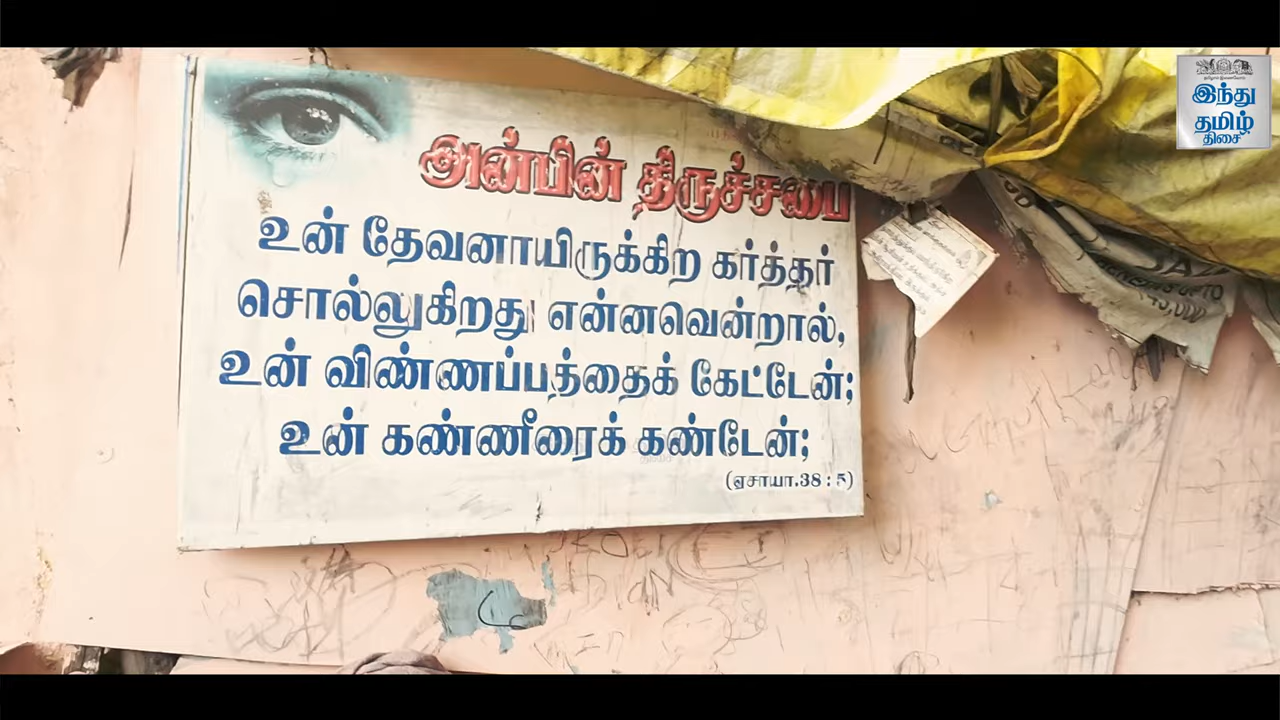 அன்பின் திருச்சபை
உன் தேவனாயிருக்கிற கர்த்தர்
சொல்லுகிறது என்னவென்றால்,
உன் விண்ணப்பத்தைக் கேட்டேன்;
உன் கண்ணீரைக் கண்டேன்;
(ஏசாயா.38 : 5)
இந்து
தமிழ்
திசை